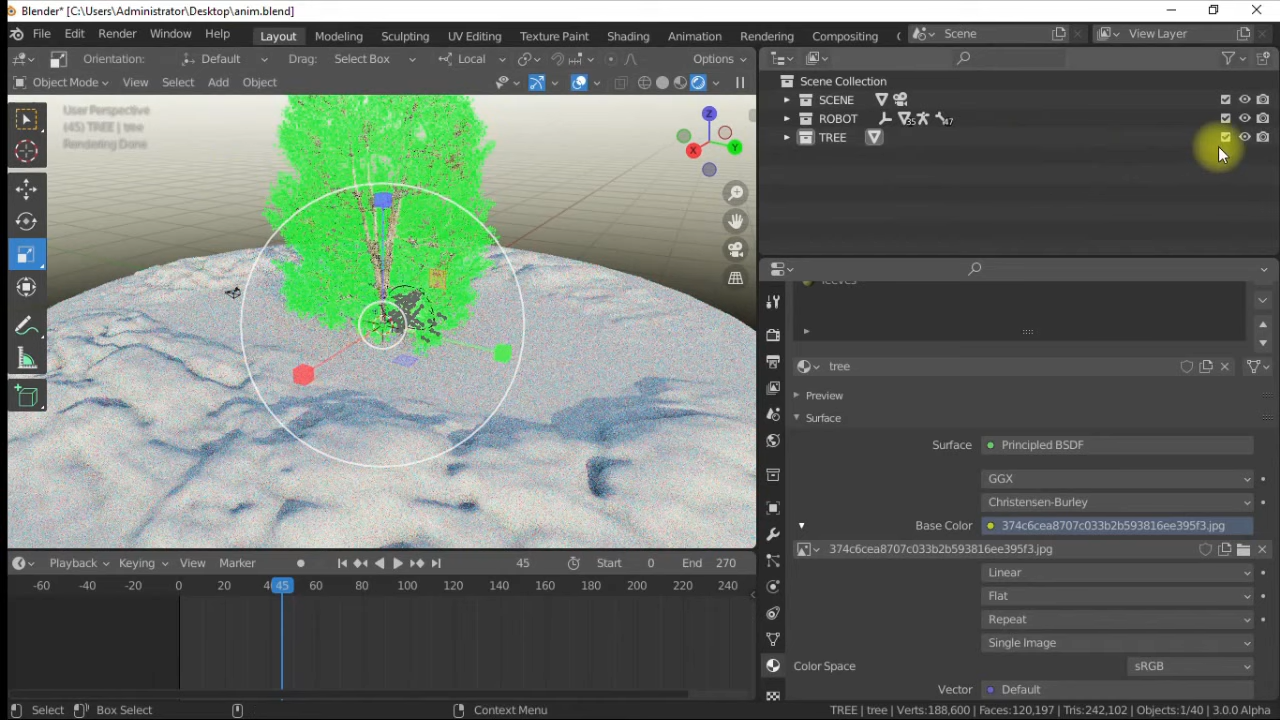 Blender* [C:\Users\Administrator\Desktop\anim.blend]
File Edit Render Window Help
Layout Modeling Sculpting UV Editing Texture Paint Shading Animation Rendering Compositing
Scene View Layer
Orientation: Default Drag: Select Box Local Options
Object Mode View Select Add Object
User Perspective
(45) TREE | tree
Rendering Done
Z
X
Y
Scene Collection
SCENE
ROBOT 35 47
TREE
tree
Preview
Surface
Surface Principled BSDF
GGX
Christensen-Burley
Base Color 374c6cea8707c033b2b593816ee395f3.jpg
374c6cea8707c033b2b593816ee395f3.jpg
Linear
Flat
Repeat
Single Image
Color Space sRGB
Vector Default
Playback Keying View Marker 45 Start 0 End 270
-60 -40 -20 0 20 4 45 60 80 100 120 140 160 180 200 220 240
Select Box Select Context Menu TREE | tree | Verts:188,600 | Faces:120,197 | Tris:242,102 | Objects:1/40 | 3.0.0 Alpha